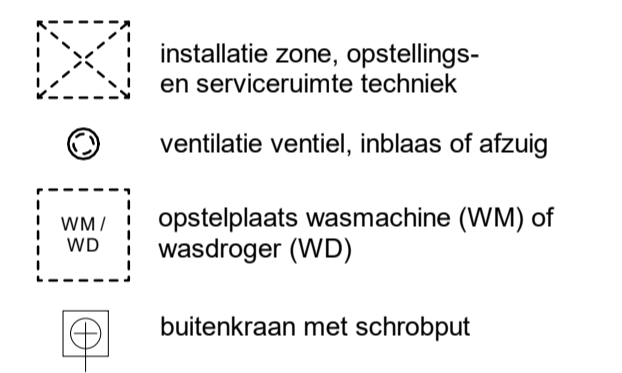 installatie zone, opstellings-
en serviceruimte techniek
ventilatie ventiel, inblaas of afzuig
WM /
WD
opstelplaats wasmachine (WM) of
wasdroger (WD)
buitenkraan met schrobput